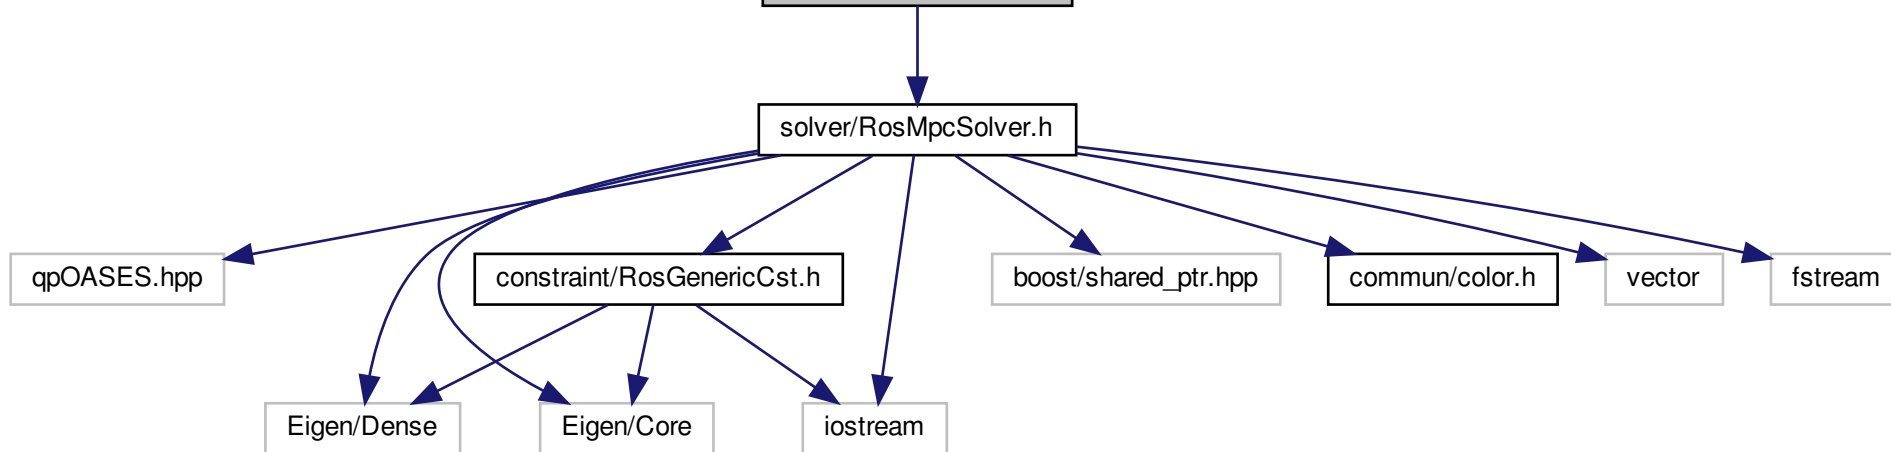 solver/RosMpcSolver.h
qpOASES.hpp
constraint/RosGenericCst.h
boost/shared_ptr.hpp
commun/color.h
vector
fstream
Eigen/Dense
Eigen/Core
iostream